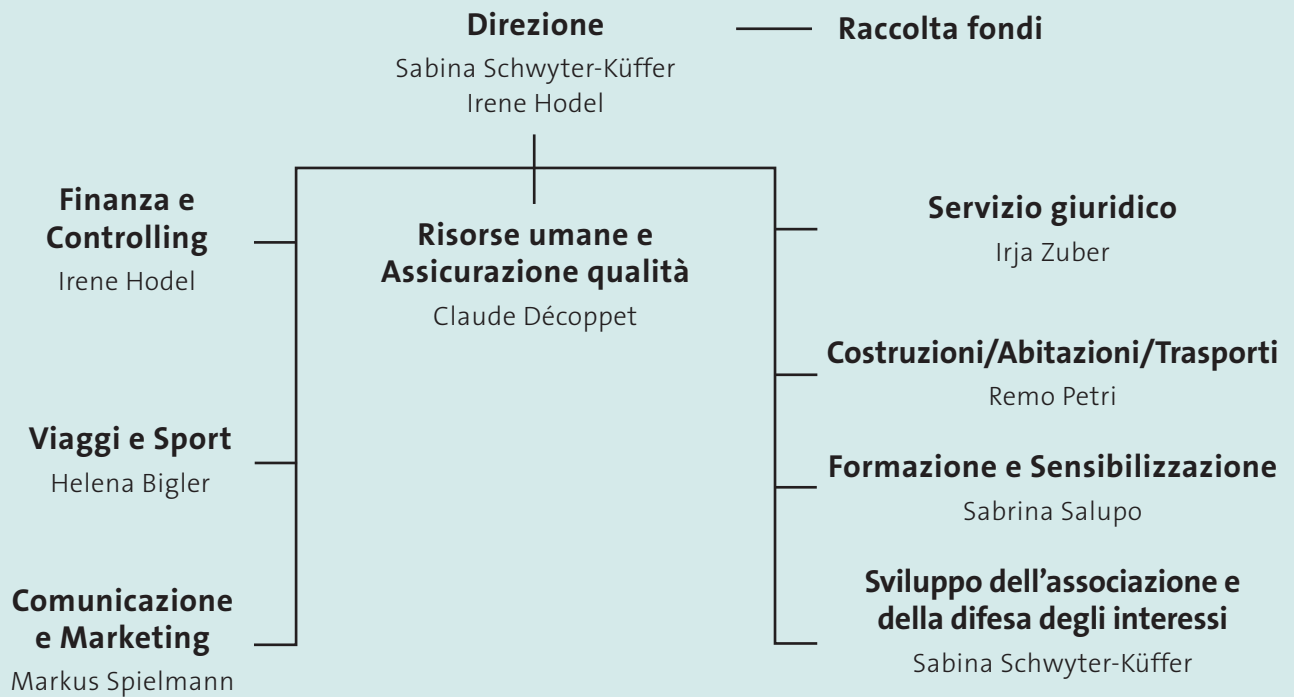 Direzione
Raccolta fondi
Sabina Schwyter-Küffer
Irene Hodel
Finanza e
Controlling
Irene Hodel
Viaggi e Sport
Helena Bigler
Comunicazione
e Marketing
Markus Spielmann
Risorse umane e
Assicurazione qualità
Claude Décoppet
Servizio giuridico
Irja Zuber
Costruzioni/Abitazioni/Trasporti
Remo Petri
Formazione e Sensibilizzazione
Sabrina Salupo
Sviluppo dell’associazione e
della difesa degli interessi
Sabina Schwyter-Küffer